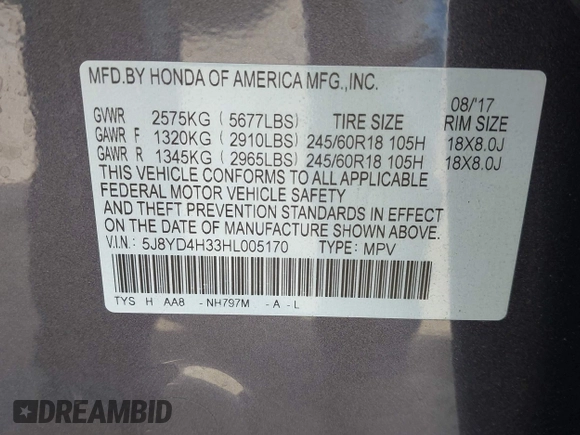 MFD.BY HONDA OF AMERICA MFG.,INC.
08/'17
GVWR 2575KG ( 5677LBS) TIRE SIZE RIM SIZE
GAWR F 1320KG ( 2910LBS) 245/60R18 105H 18X8.0J
GAWR R 1345KG ( 2965LBS) 245/60R18 105H 18X8.0J
THIS VEHICLE CONFORMS TO ALL APPLICABLE
FEDERAL MOTOR VEHICLE SAFETY
AND THEFT PREVENTION STANDARDS IN EFFECT
ON THE DATE OF MANUFACTURE SHOWN ABOVE.
V.I.N.: 5J8YD4H33HL005170 TYPE: MPV
TYS H AA8 - NH797M - A - L
DREAMBID